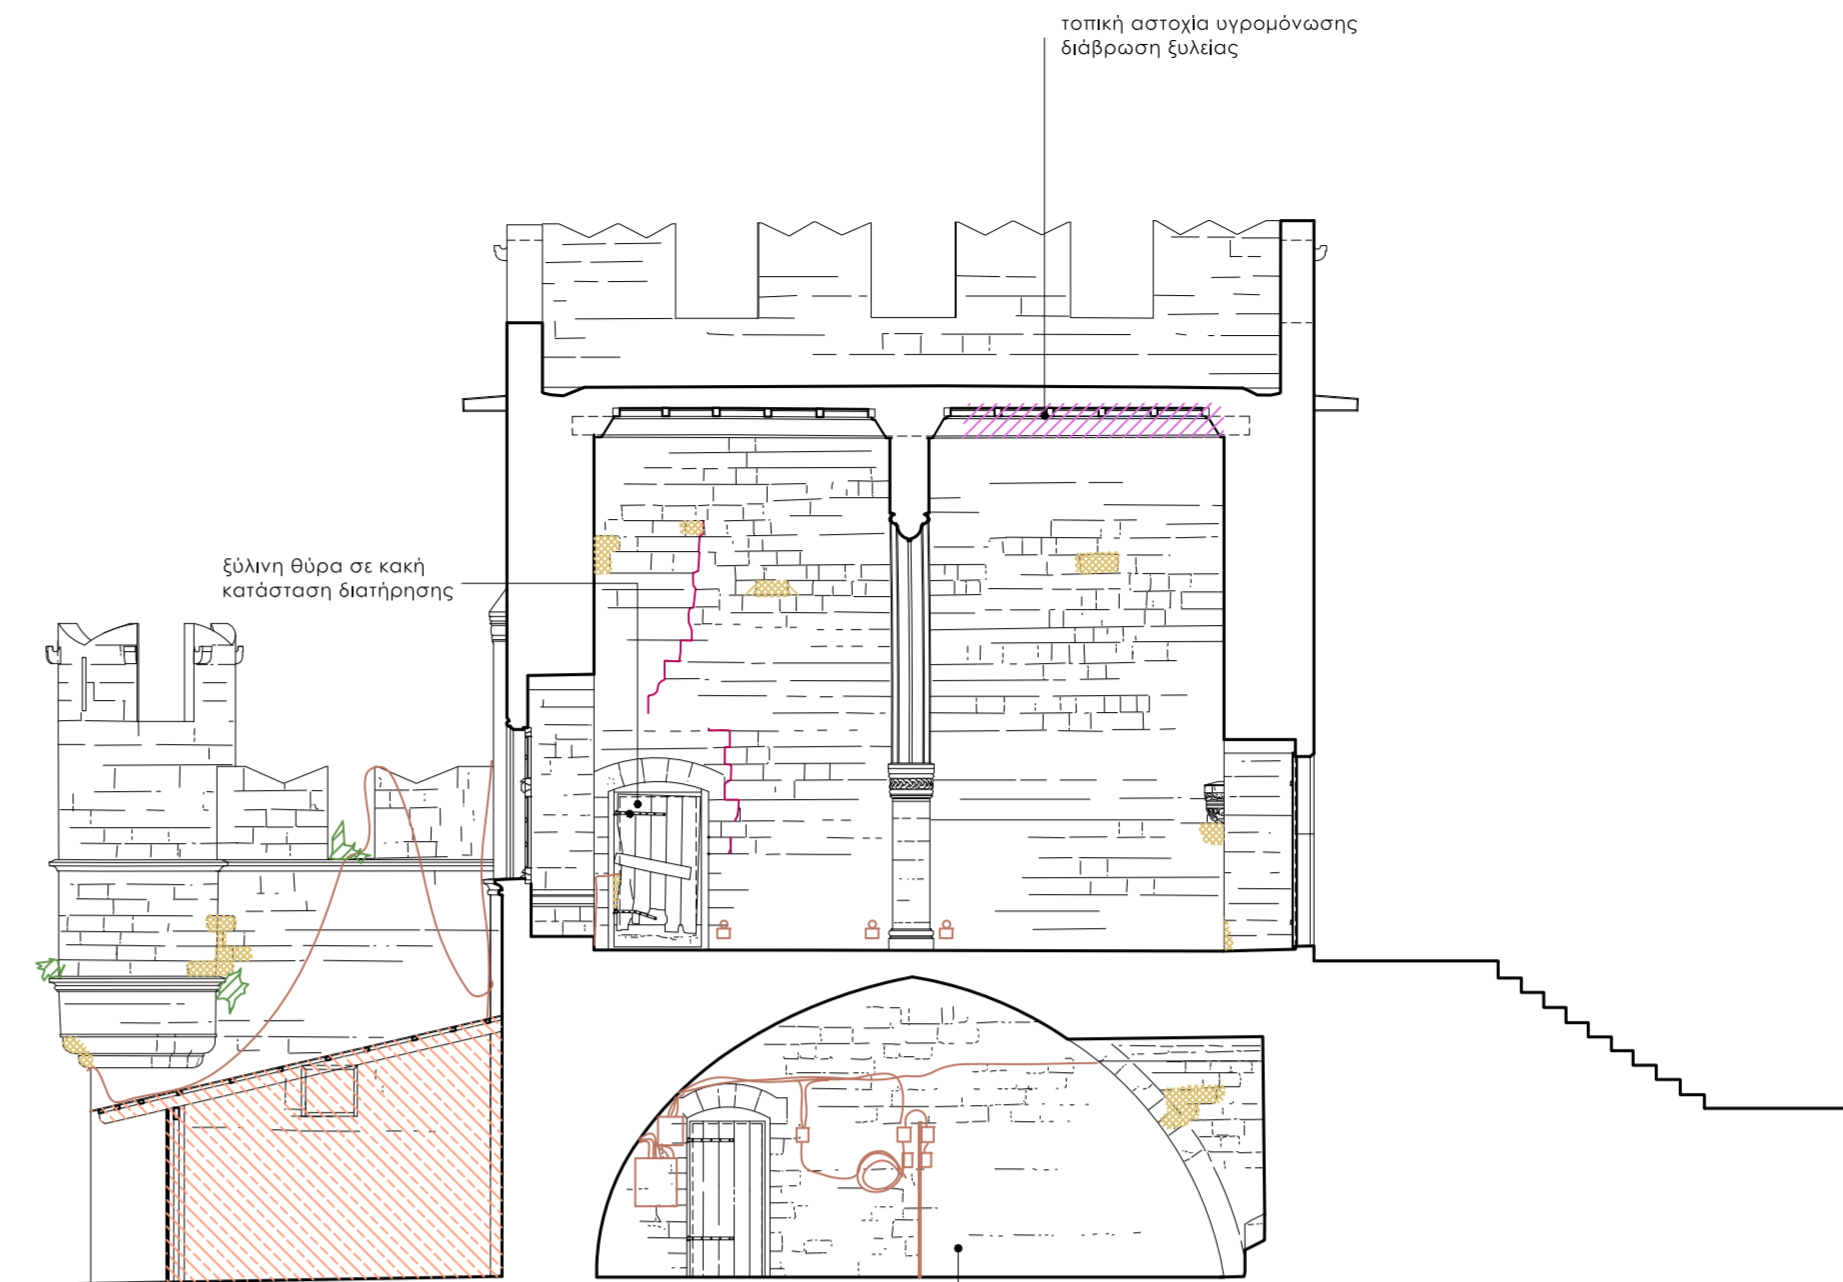 τοπική αστοχία υγρομόνωσης
διάβρωση ξυλείας
ξύλινη θύρα σε κακή
κατάσταση διατήρησης